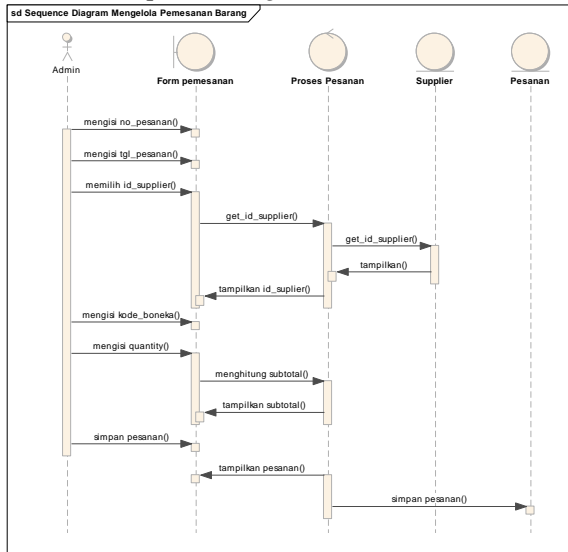 sd Sequence Diagram Mengelola Pemesanan Barang
Admin
Form pemesanan
Proses Pesanan
Supplier
Pesanan
mengisi no_pesanan()
mengisi tgl_pesanan()
memilih id_supplier()
get_id_supplier()
get_id_supplier()
tampilkan()
tampilkan id_suplier()
mengisi kode_boneka()
mengisi quantity()
menghitung subtotal()
tampilkan subtotal()
simpan pesanan()
tampilkan pesanan()
simpan pesanan()